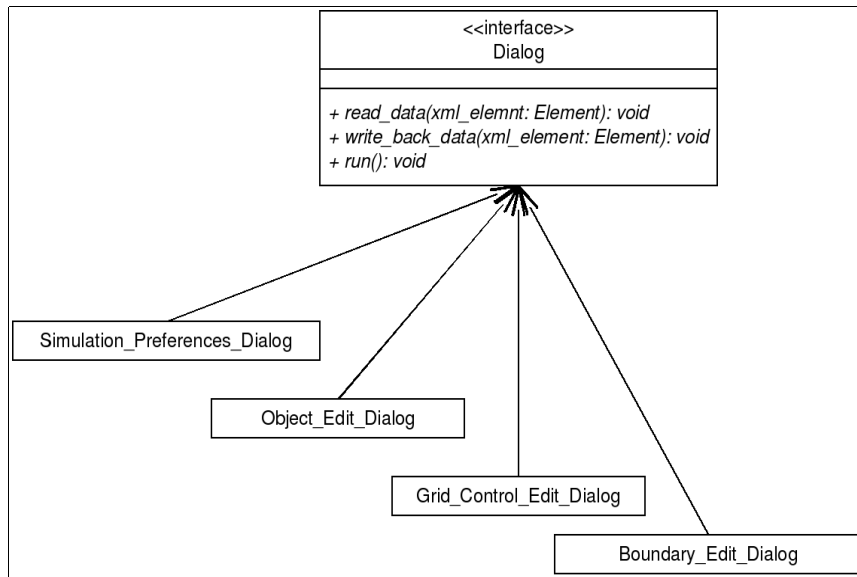 <<interface>>
Dialog
+ read_data(xml_elemnt: Element): void
+ write_back_data(xml_element: Element): void
+ run(): void
Simulation_Preferences_Dialog
Object_Edit_Dialog
Grid_Control_Edit_Dialog
Boundary_Edit_Dialog